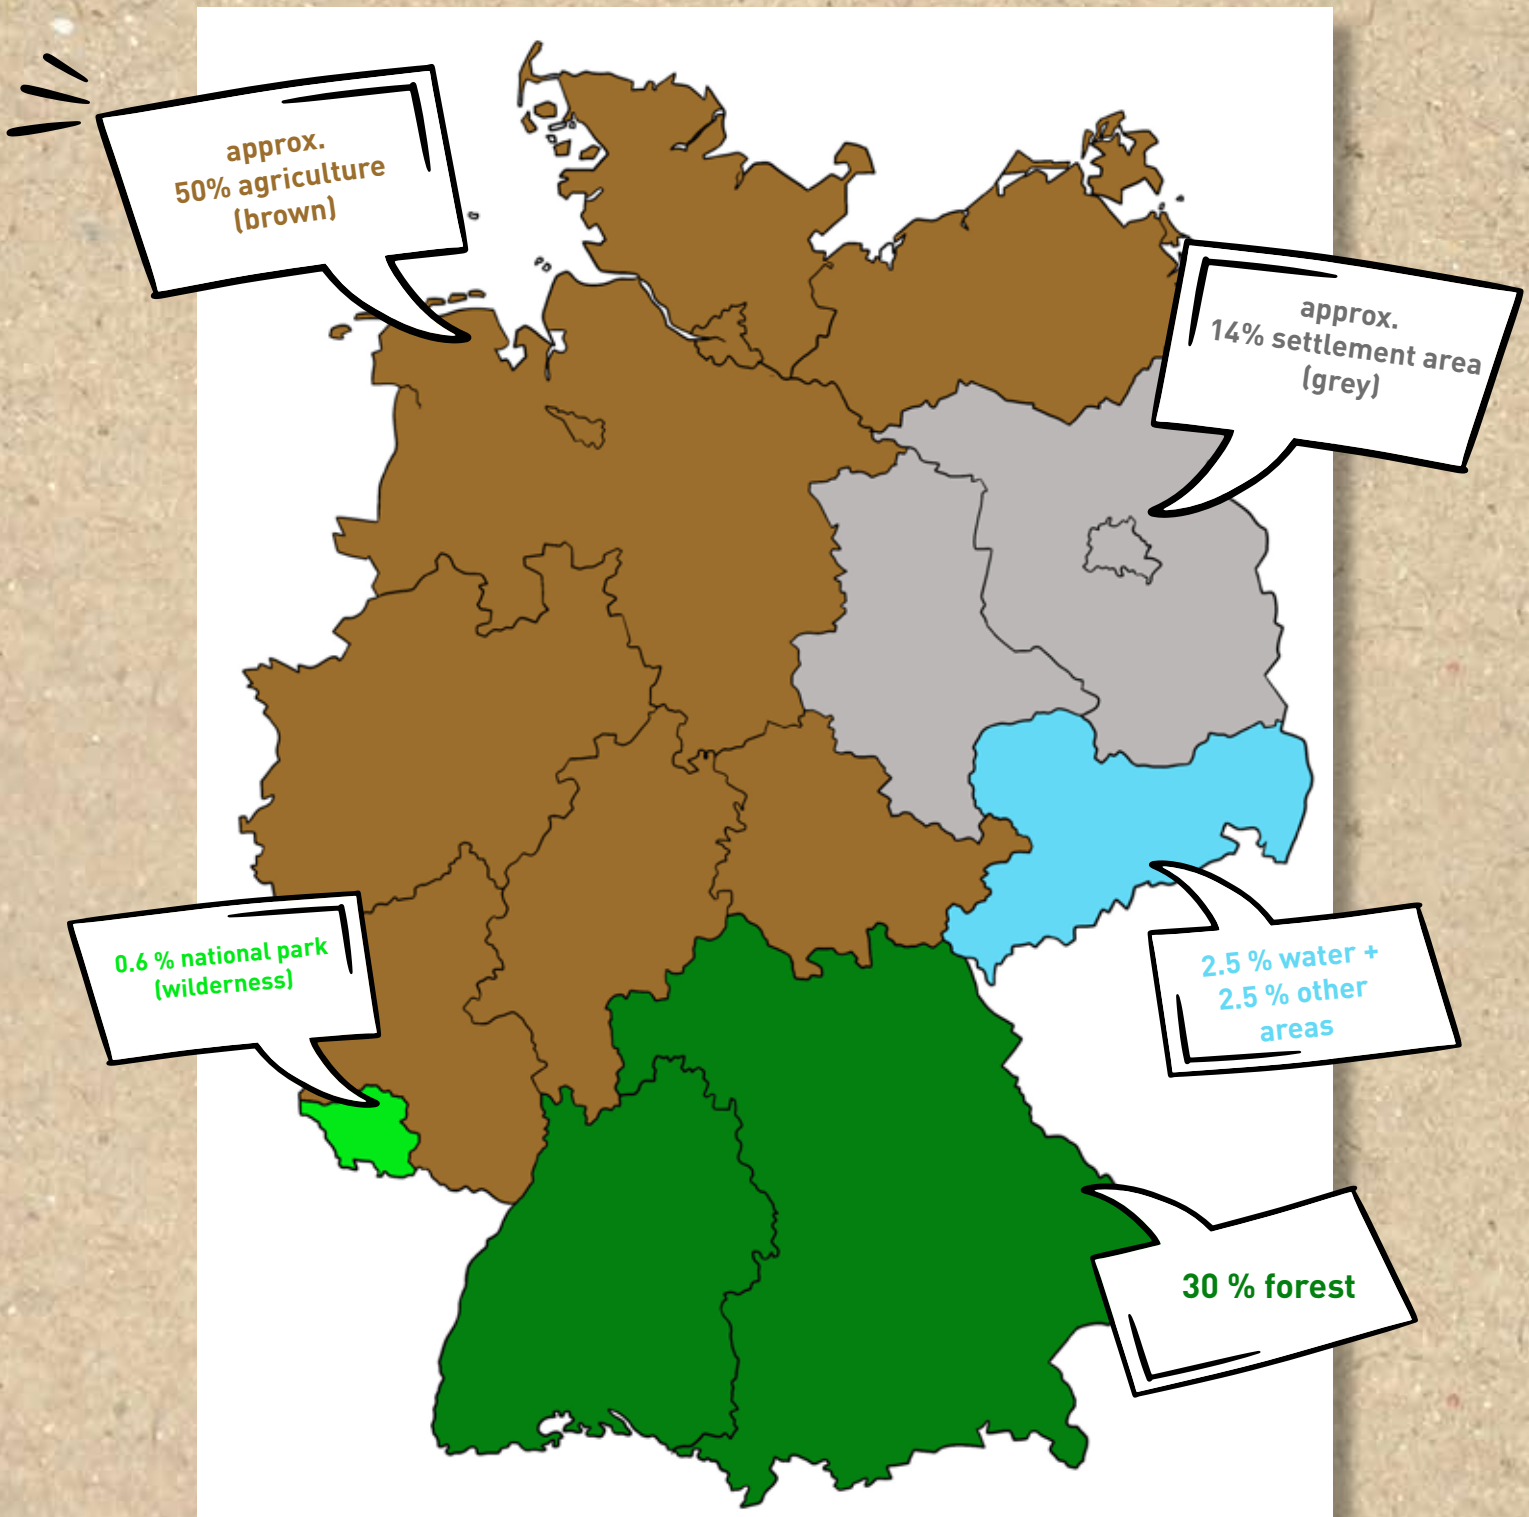 approx.
50% agriculture
(brown)
approx.
14% settlement area
(grey)
0.6 % national park
(wilderness)
2.5 % water +
2.5 % other
areas
30 % forest